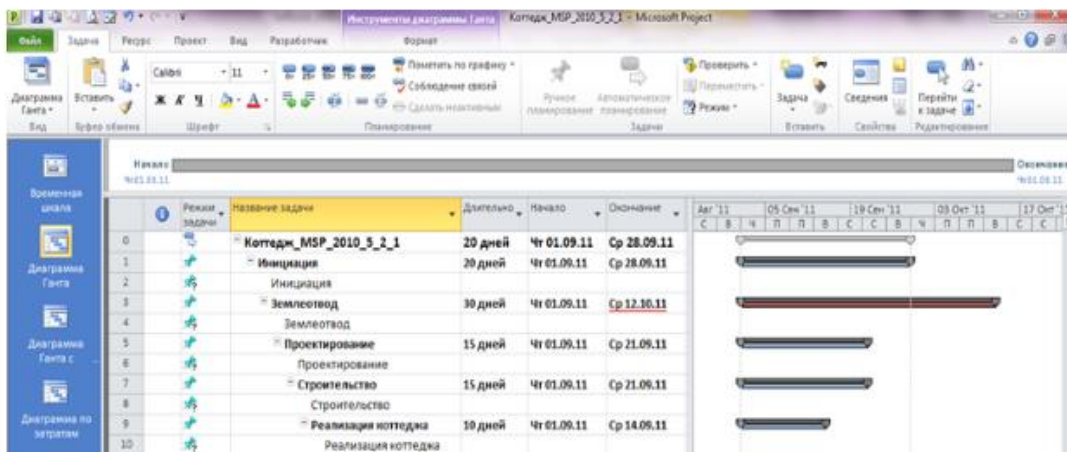 Инструменты диаграммы Ганта
Коттедж_MSP_2010_5_2_1 - Microsoft Project
Файл Задача Ресурс Проект Вид Разработчик Формат
Calibri 11
Пометить по графику
Соблюдение связей
Сделать неактивным
Ручное планирование
Автоматическое планирование
Проверить
Переместить
Режим
Задача
Сведения
Перейти к задаче
Диаграмма Ганта
Вставить
Ж К Ч
Вид Буфер обмена Шрифт Планирование Задачи Вставить Свойства Редактирование
Начало
Чт 01.09.11
Окончание
Временная шкала
Диаграмма Ганта
Диаграмма Ганта с
Диаграмма по затратам
Режим задачи Название задачи Длительно Начало Окончание
Авг '11 05 Сен '11 19 Сен '11 03 Окт '11 17 Окт '1
С В Ч П П В С С В Ч П П В С С
0 Коттедж_MSP_2010_5_2_1 20 дней Чт 01.09.11 Ср 28.09.11
1 Инициация 20 дней Чт 01.09.11 Ср 28.09.11
2 Инициация
3 Землеотвод 30 дней Чт 01.09.11 Ср 12.10.11
4 Землеотвод
5 Проектирование 15 дней Чт 01.09.11 Ср 21.09.11
6 Проектирование
7 Строительство 15 дней Чт 01.09.11 Ср 21.09.11
8 Строительство
9 Реализация коттеджа 10 дней Чт 01.09.11 Ср 14.09.11
10 Реализация коттеджа